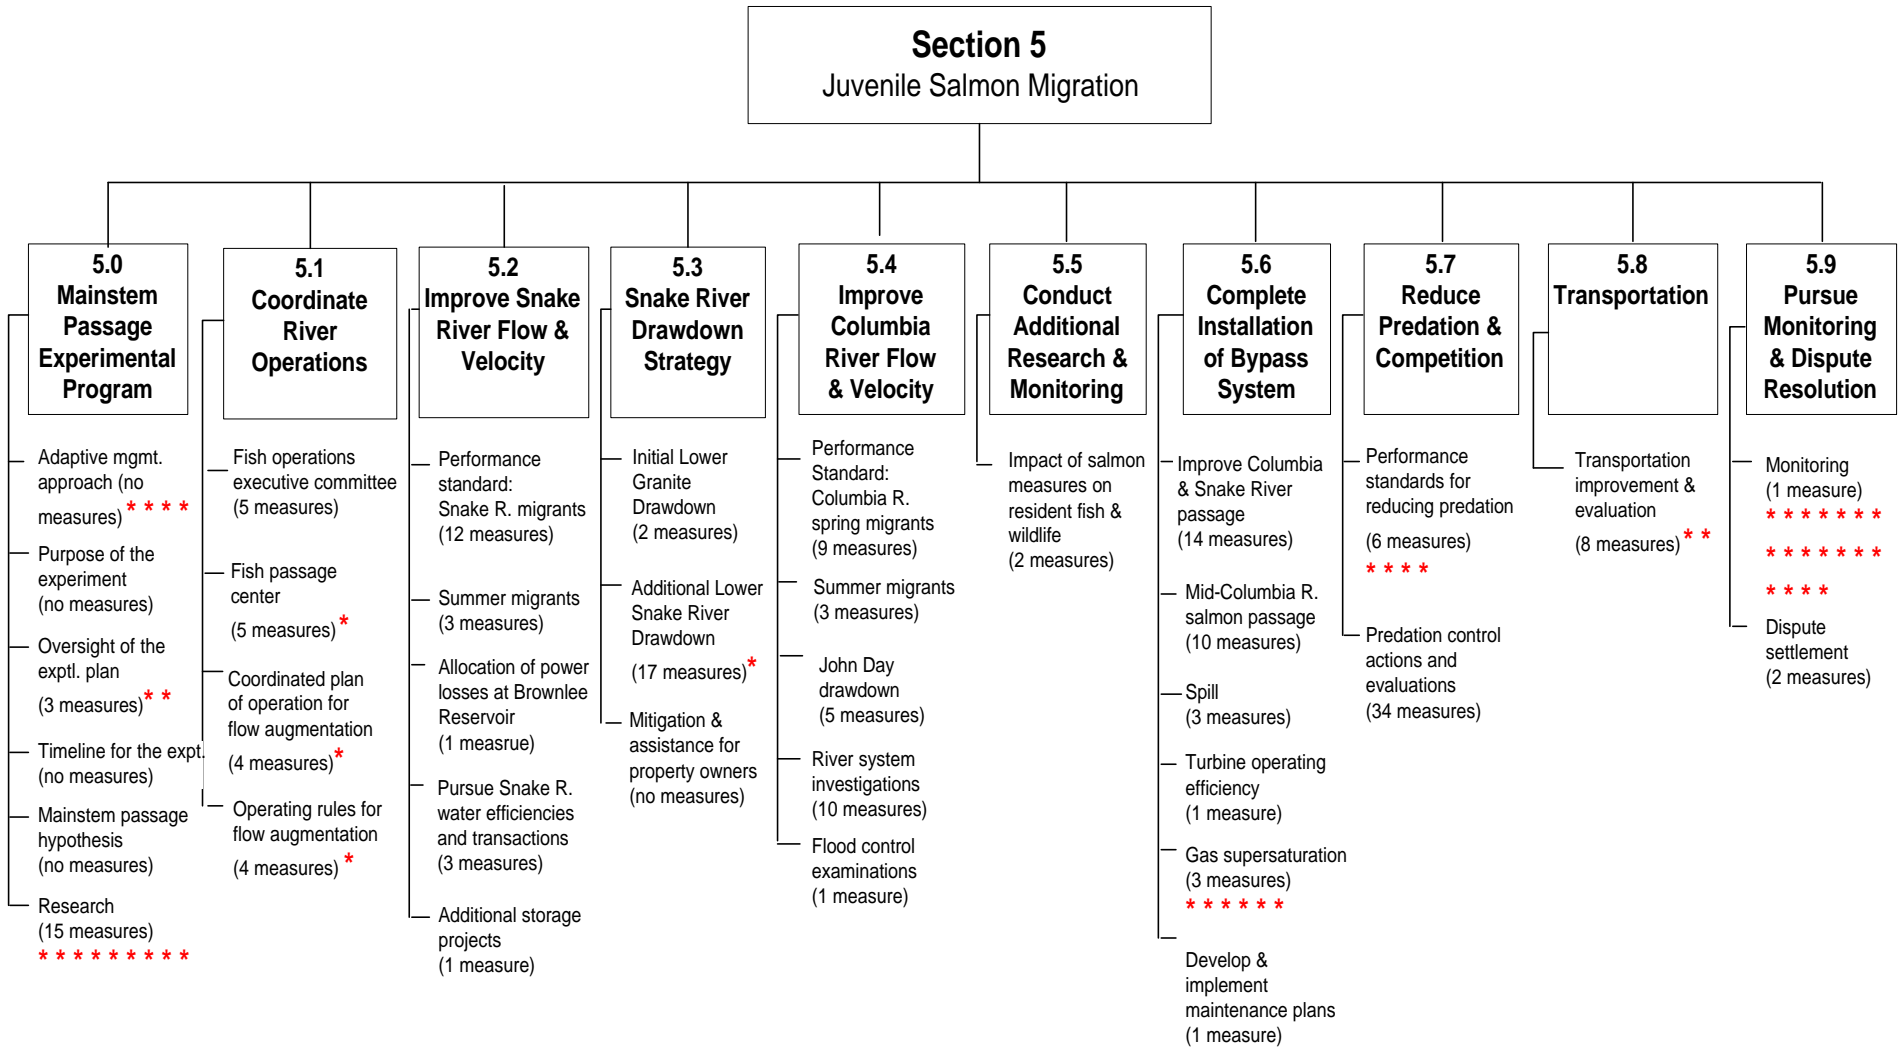 Section 5
Juvenile Salmon Migration
5.0
Mainstem
Passage
Experimental
Program
Adaptive mgmt.
approach (no
measures) * * * *
Purpose of the
experiment
(no measures)
Oversight of the
exptl. plan
(3 measures) * *
Timeline for the expt.
(no measures)
Mainstem passage
hypothesis
(no measures)
Research
(15 measures)
* * * * * * * * *
5.1
Coordinate
River
Operations
Fish operations
executive committee
(5 measures)
Fish passage
center
(5 measures) *
Coordinated plan
of operation for
flow augmentation
(4 measures) *
Operating rules for
flow augmentation
(4 measures) *
5.2
Improve Snake
River Flow &
Velocity
Performance
standard:
Snake R. migrants
(12 measures)
Summer migrants
(3 measures)
Allocation of power
losses at Brownlee
Reservoir
(1 measrue)
Pursue Snake R.
water efficiencies
and transactions
(3 measures)
Additional storage
projects
(1 measure)
5.3
Snake River
Drawdown
Strategy
Initial Lower
Granite
Drawdown
(2 measures)
Additional Lower
Snake River
Drawdown
(17 measures) *
Mitigation &
assistance for
property owners
(no measures)
5.4
Improve
Columbia
River Flow
& Velocity
Performance
Standard:
Columbia R.
spring migrants
(9 measures)
Summer migrants
(3 measures)
John Day
drawdown
(5 measures)
River system
investigations
(10 measures)
Flood control
examinations
(1 measure)
5.5
Conduct
Additional
Research &
Monitoring
Impact of salmon
measures on
resident fish &
wildlife
(2 measures)
5.6
Complete
Installation
of Bypass
System
Improve Columbia
& Snake River
passage
(14 measures)
Mid-Columbia R.
salmon passage
(10 measures)
Spill
(3 measures)
Turbine operating
efficiency
(1 measure)
Gas supersaturation
(3 measures)
* * * * * *
Develop &
implement
maintenance plans
(1 measure)
5.7
Reduce
Predation &
Competition
Performance
standards for
reducing predation
(6 measures)
* * * *
Predation control
actions and
evaluations
(34 measures)
5.8
Transportation
Transportation
improvement &
evaluation
(8 measures) * *
5.9
Pursue
Monitoring
& Dispute
Resolution
Monitoring
(1 measure)
* * * * * * *
* * * * * * *
* * * *
Dispute
settlement
(2 measures)